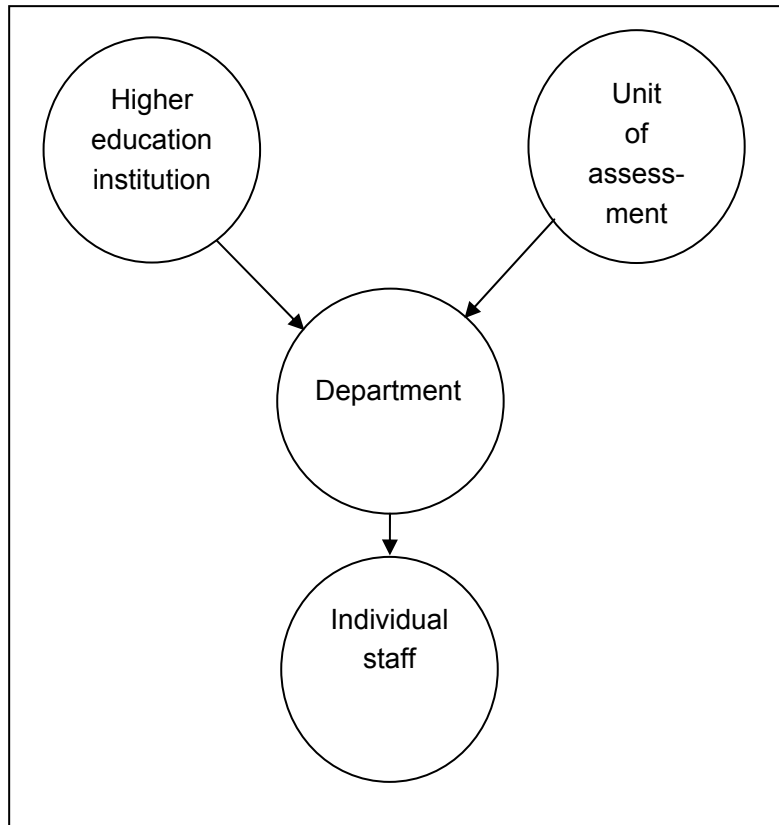 Higher
education
institution
Unit
of
assess-
ment
Department
Individual
staff